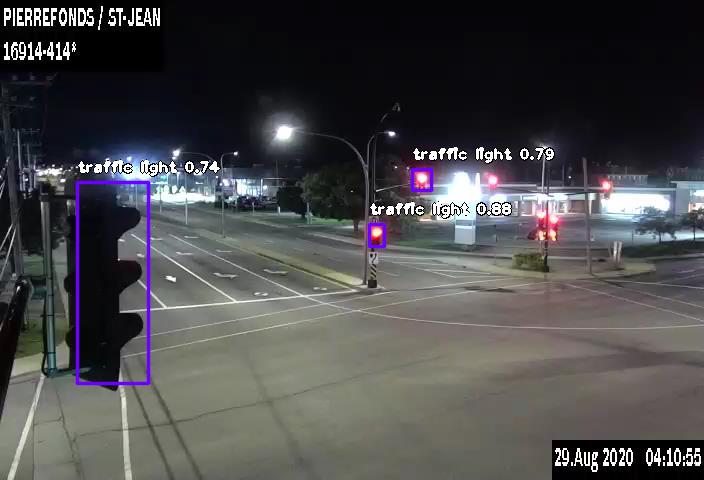 PIERREFONDS / ST-JEAN
16914-414*
traffic light 0.79
traffic light 0.74
traffic light 0.88
29.Aug 2020 04:10:55